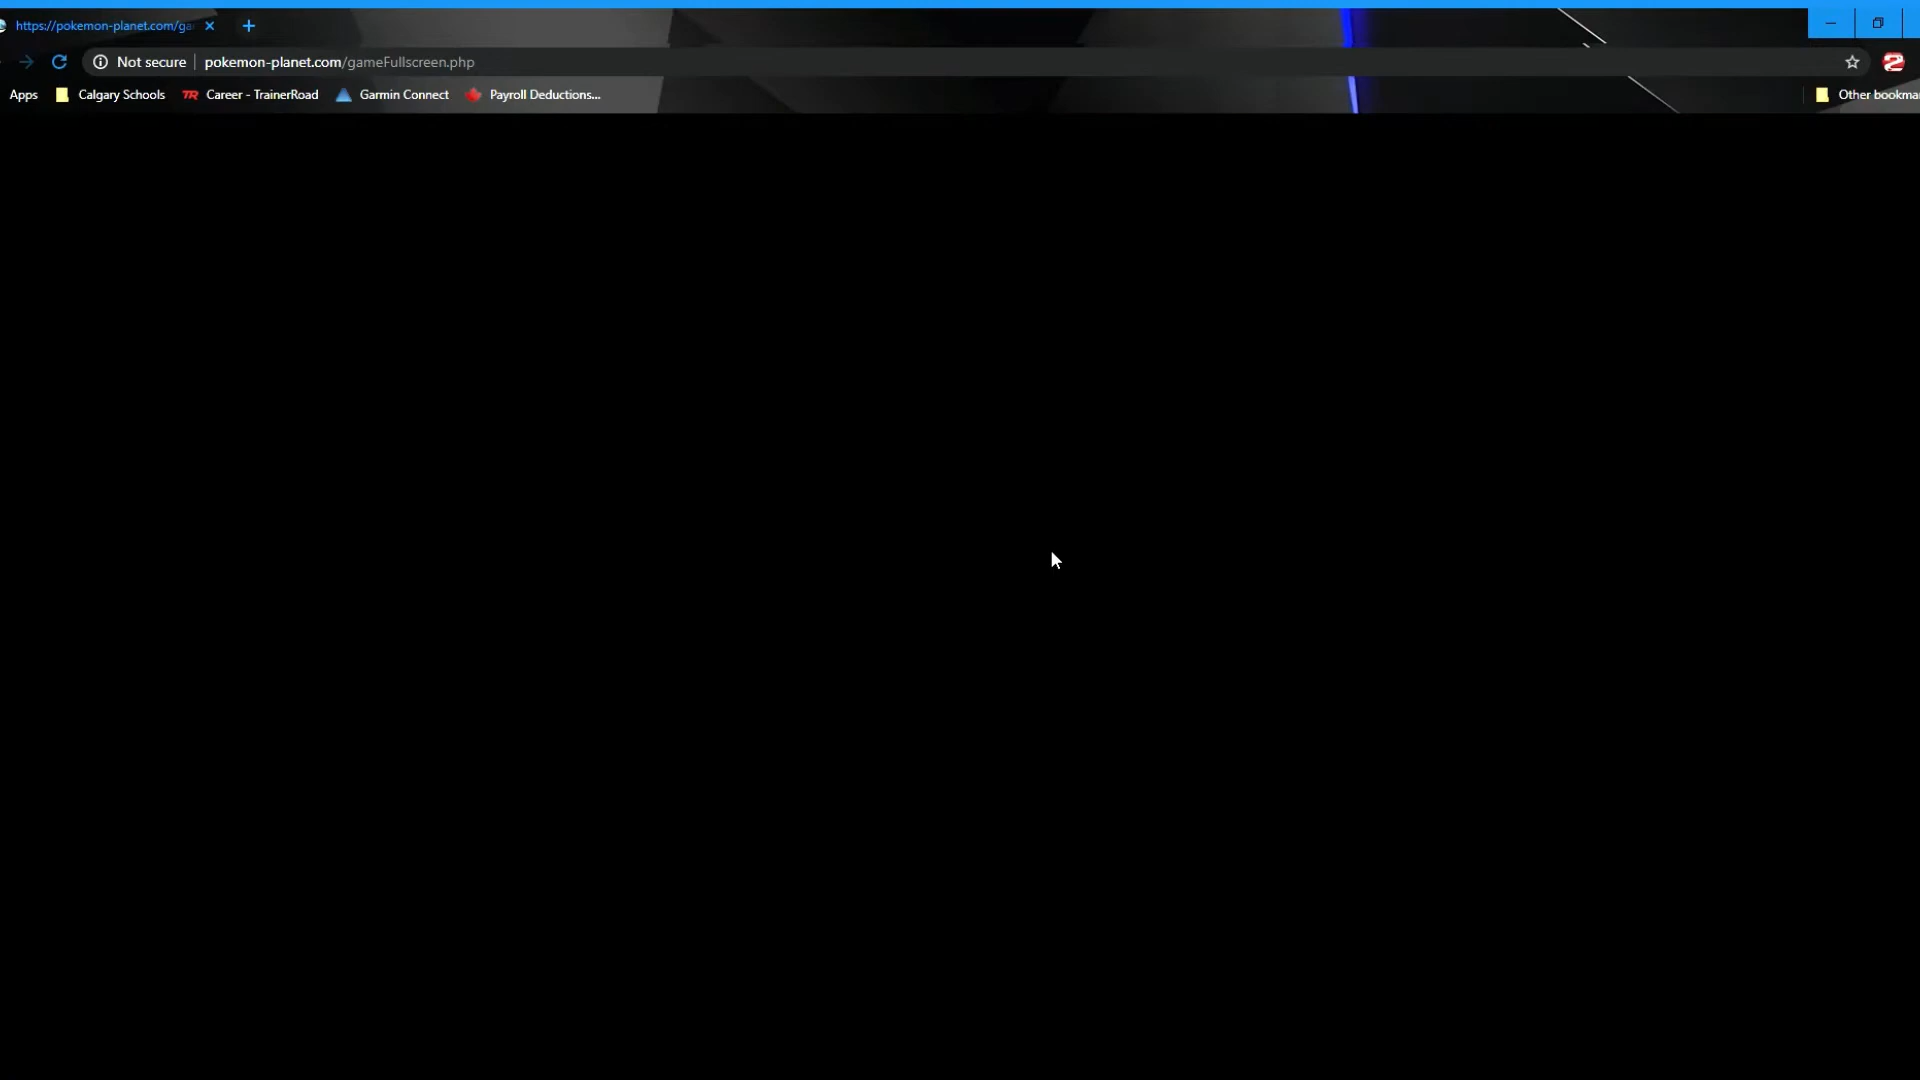 https://pokemon-planet.com/ga
Not secure pokemon-planet.com/gameFullscreen.php
Apps Calgary Schools TR Career - TrainerRoad Garmin Connect Payroll Deductions... Other bookma